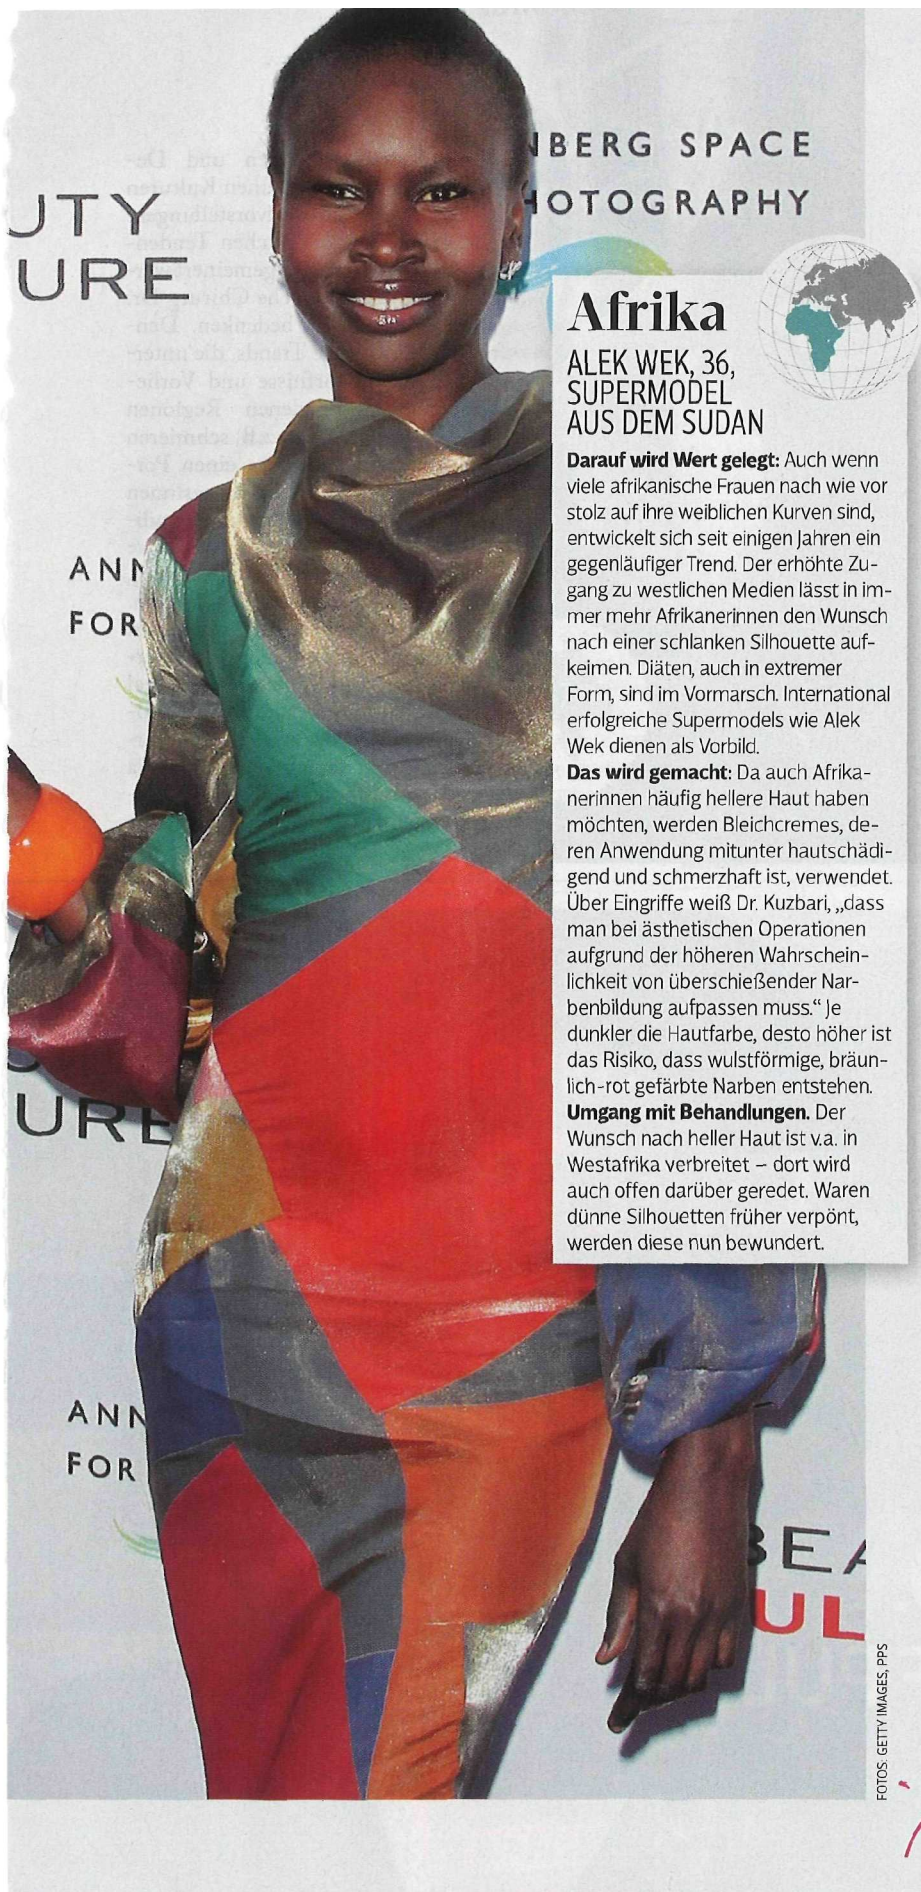 UTY
URE
NBERG SPACE
HOTOGRAPHY
ANN
FOR
URE
ANN
FOR
BEA
UL
Afrika
ALEK WEK, 36,
SUPERMODEL
AUS DEM SUDAN
Darauf wird Wert gelegt: Auch wenn
viele afrikanische Frauen nach wie vor
stolz auf ihre weiblichen Kurven sind,
entwickelt sich seit einigen Jahren ein
gegenläufiger Trend. Der erhöhte Zu-
gang zu westlichen Medien lässt in im-
mer mehr Afrikanerinnen den Wunsch
nach einer schlanken Silhouette auf-
keimen. Diäten, auch in extremer
Form, sind im Vormarsch. International
erfolgreiche Supermodels wie Alek
Wek dienen als Vorbild.
Das wird gemacht: Da auch Afrika-
nerinnen häufig hellere Haut haben
möchten, werden Bleichcremes, de-
ren Anwendung mitunter hautschädi-
gend und schmerzhaft ist, verwendet.
Über Eingriffe weiß Dr. Kuzbari, „dass
man bei ästhetischen Operationen
aufgrund der höheren Wahrschein-
lichkeit von überschießender Nar-
benbildung aufpassen muss.“ Je
dunkler die Hautfarbe, desto höher ist
das Risiko, dass wulstförmige, bräun-
lich-rot gefärbte Narben entstehen.
Umgang mit Behandlungen. Der
Wunsch nach heller Haut ist v.a. in
Westafrika verbreitet – dort wird
auch offen darüber geredet. Waren
dünne Silhouetten früher verpönt,
werden diese nun bewundert.
FOTOS: GETTY IMAGES, PPS